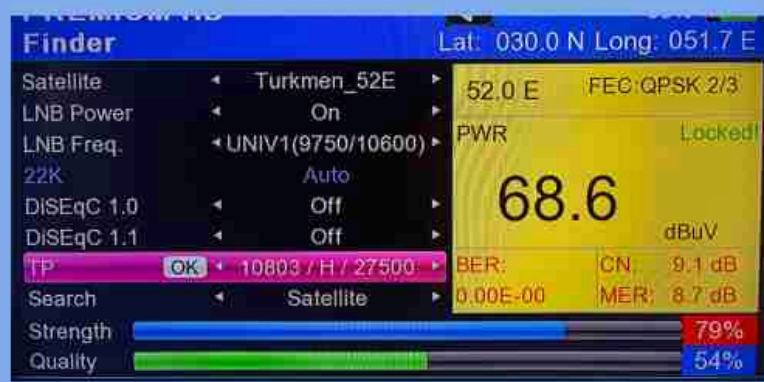 Finder
Lat: 030.0 N Long: 051.7 E
Satellite Turkmen_52E
LNB Power On
LNB Freq. UNIV1(9750/10600)
22K Auto
DiSEqC 1.0 Off
DiSEqC 1.1 Off
TP OK 10803 / H / 27500
Search Satellite
52.0 E FEC:QPSK 2/3
PWR Locked!
68.6
dBuV
BER: CN: 9.1 dB
0.00E-00 MER: 8.7 dB
Strength 79%
Quality 54%